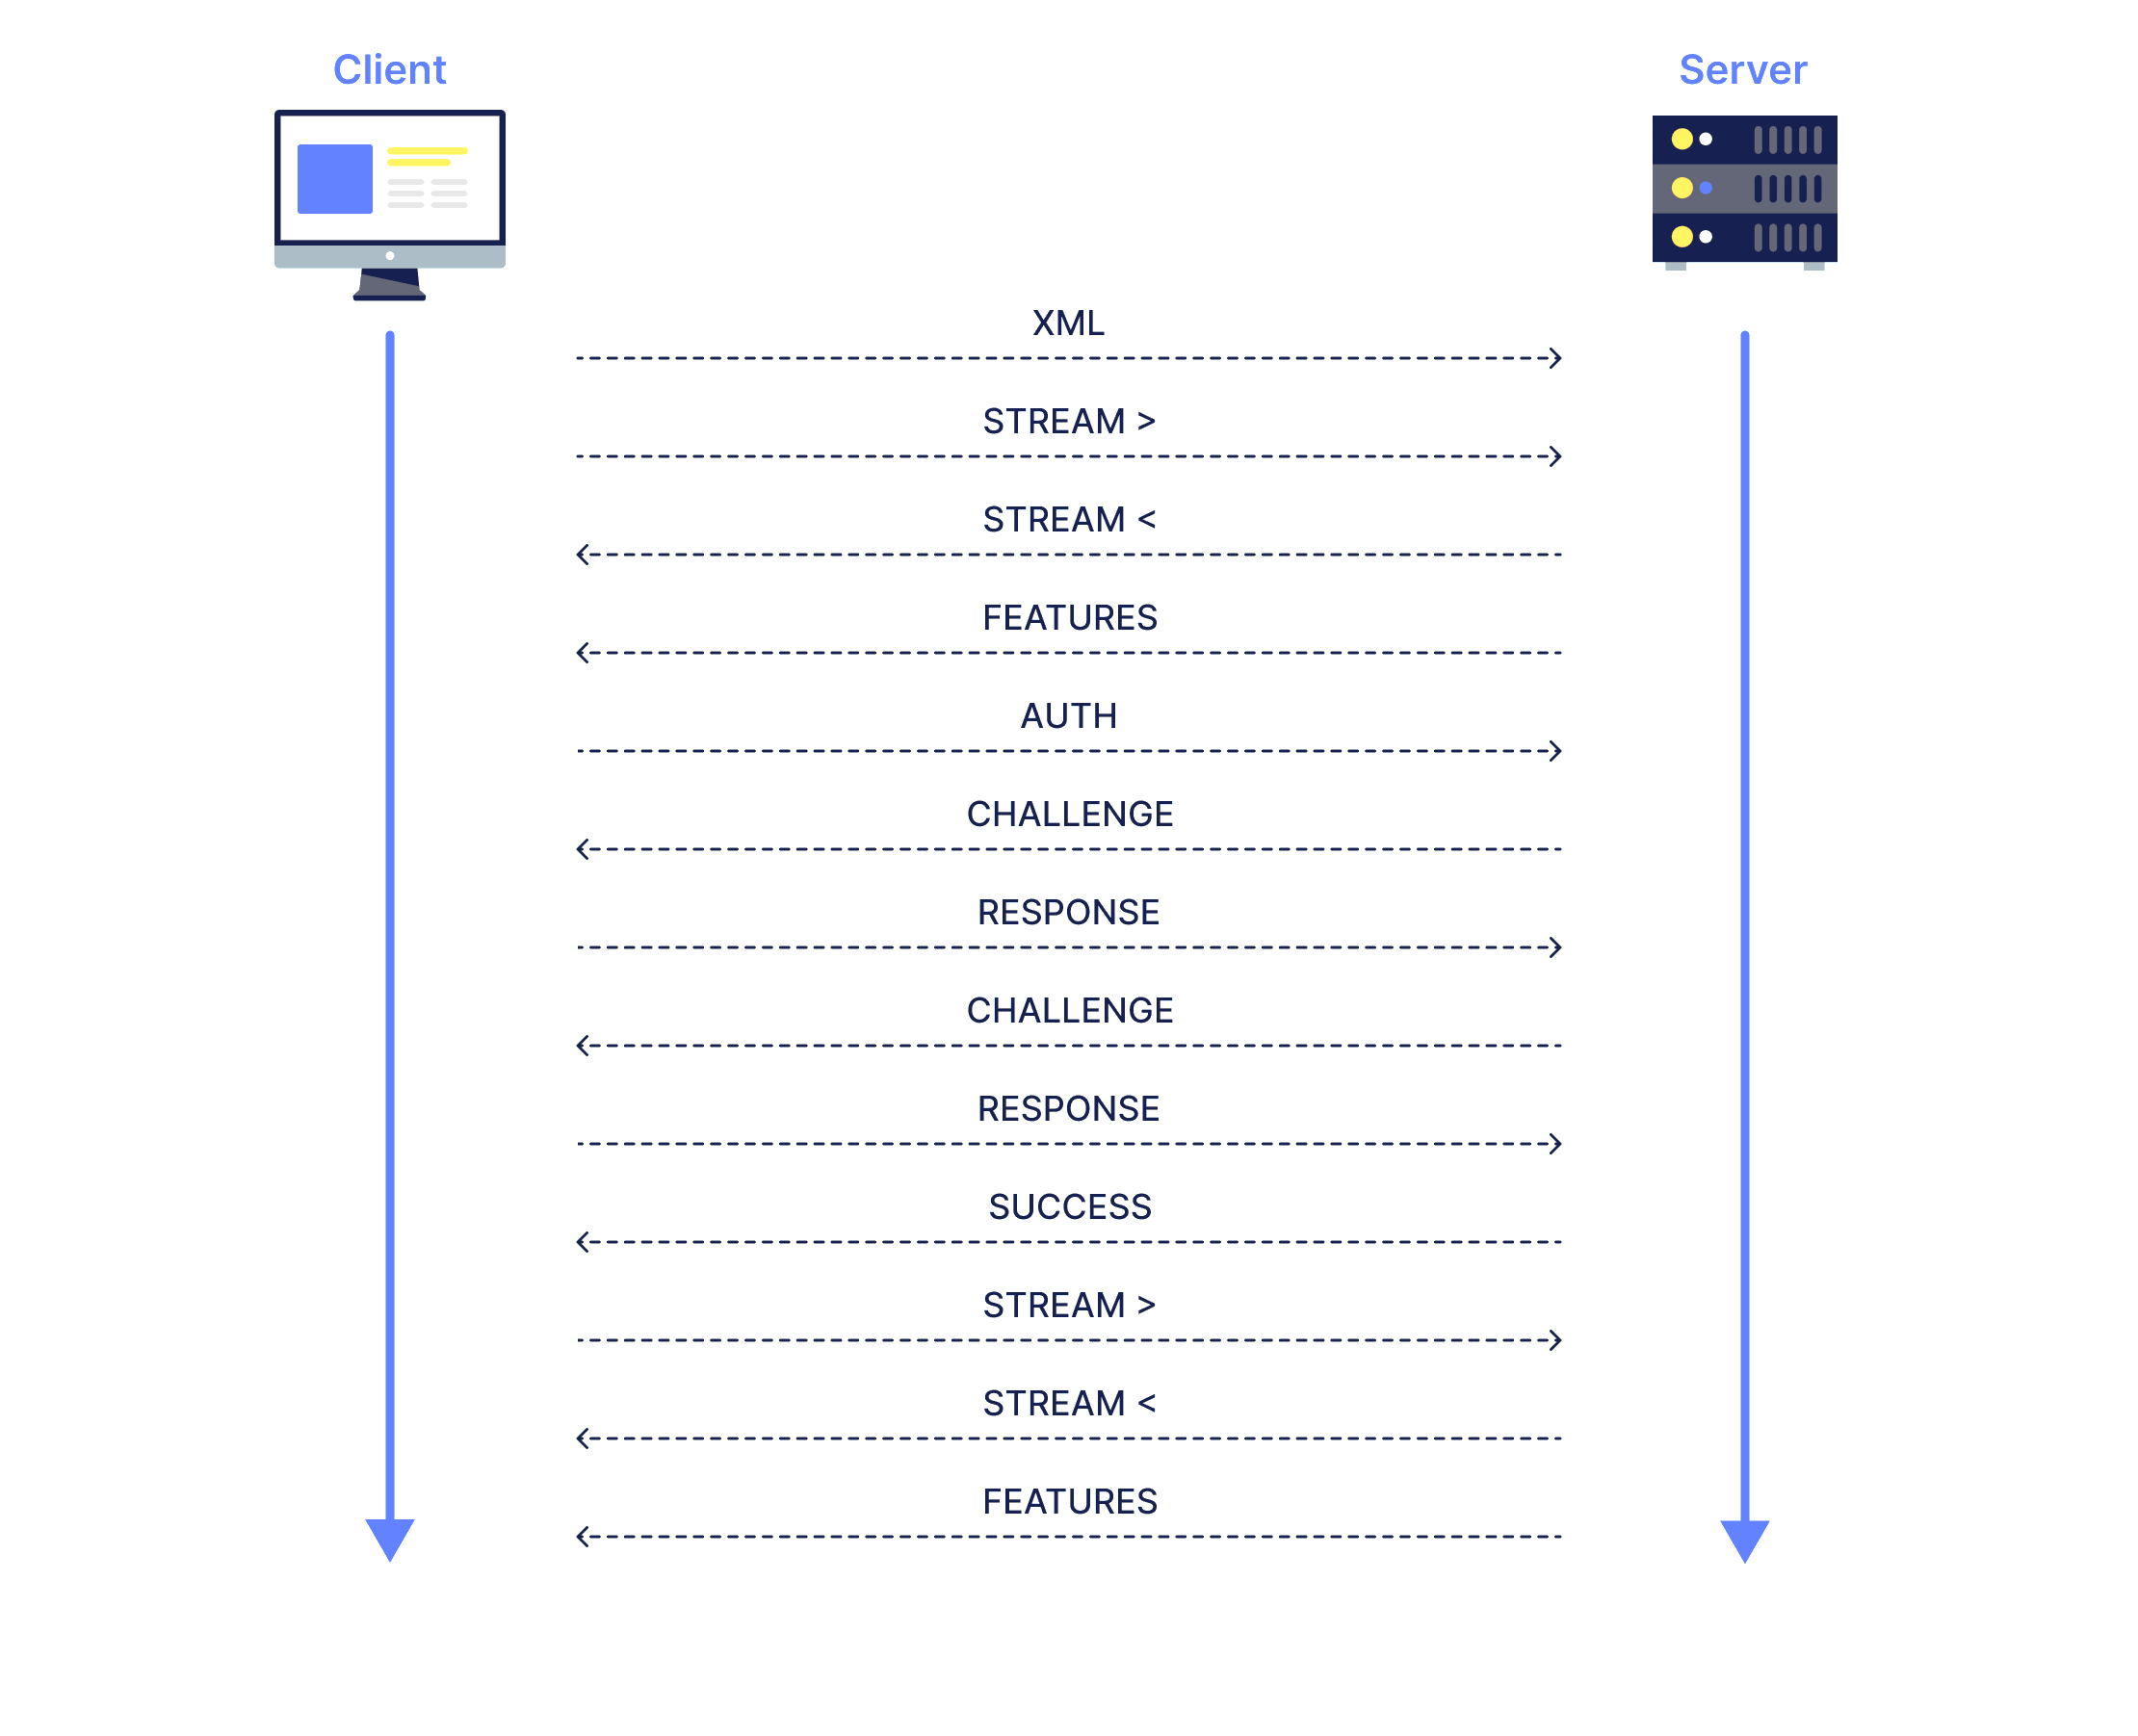 Client
Server
XML
STREAM >
STREAM <
FEATURES
AUTH
CHALLENGE
RESPONSE
CHALLENGE
RESPONSE
SUCCESS
STREAM >
STREAM <
FEATURES